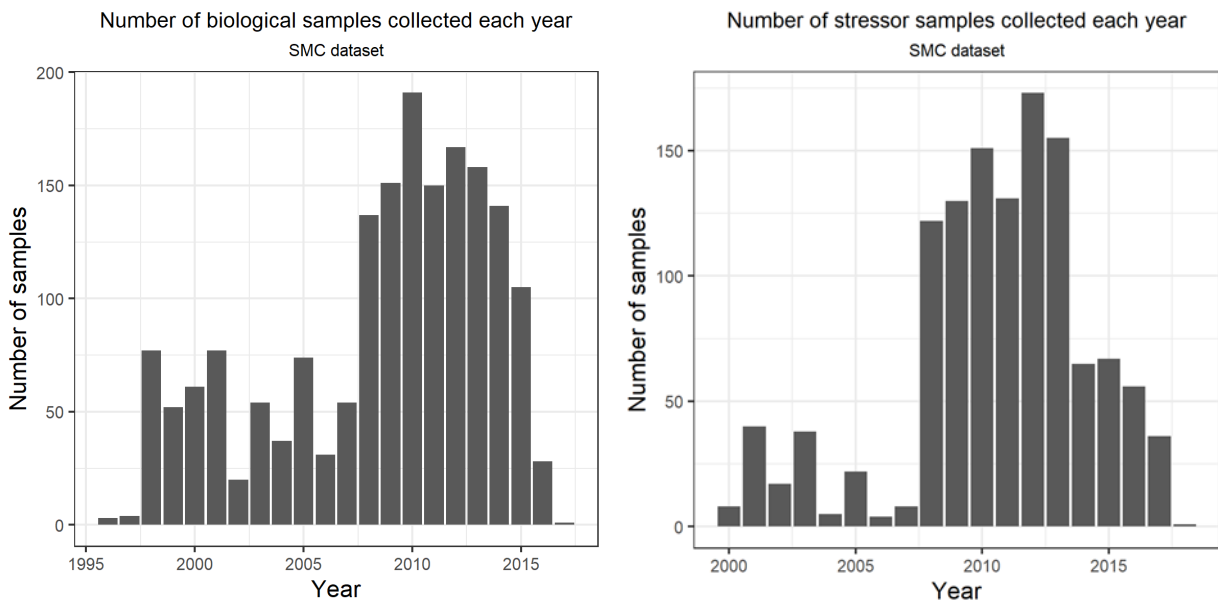 Number of biological samples collected each year
SMC dataset
200
150
100
50
0
Number of samples
1995
2000
2005
2010
2015
Year
Number of stressor samples collected each year
SMC dataset
150
100
50
0
Number of samples
2000
2005
2010
2015
Year